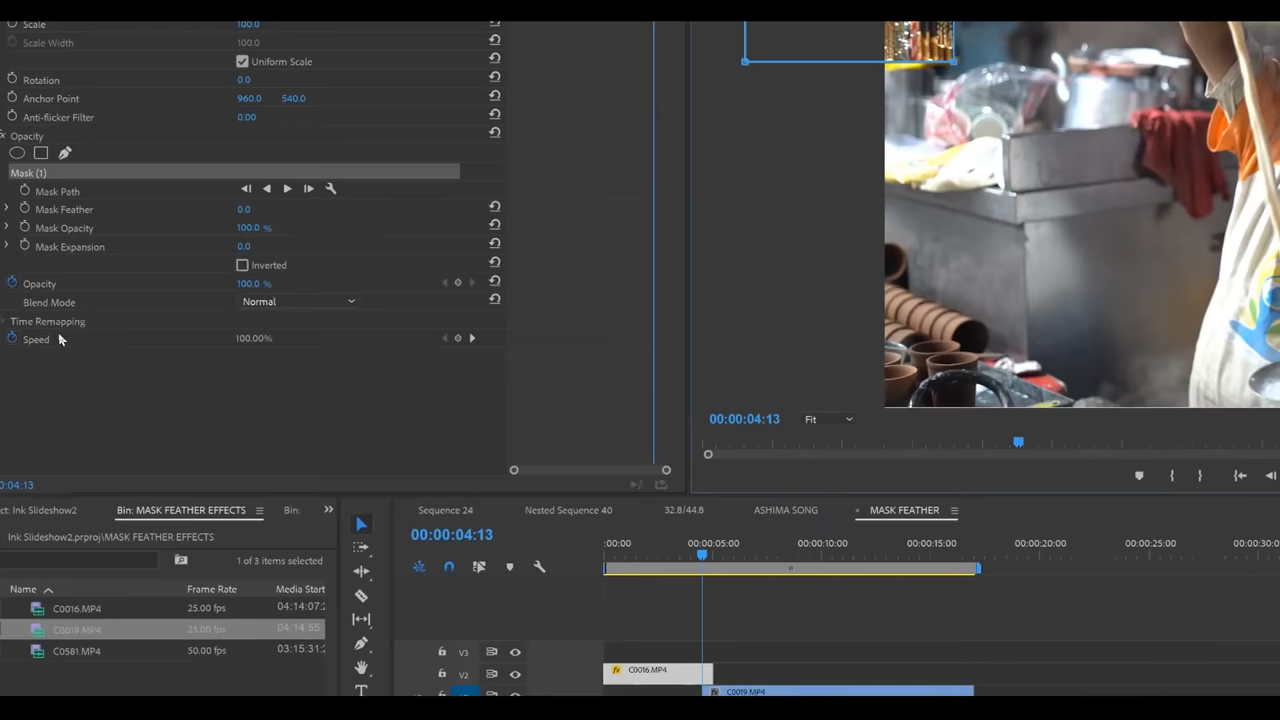 Scale 100.0
Scale Width 100.0
Uniform Scale
Rotation 0.0
Anchor Point 960.0 540.0
Anti-flicker Filter 0.00
Opacity
Mask (1)
Mask Path
Mask Feather 0.0
Mask Opacity 100.0 %
Mask Expansion 0.0
Inverted
Opacity 100.0 %
Blend Mode Normal
Time Remapping
Speed 100.00%
0:04:13
00:00:04:13 Fit
ct: Ink Slideshow2 Bin: MASK FEATHER EFFECTS Bin:
Ink Slideshow2.prproj\MASK FEATHER EFFECTS
1 of 3 items selected
Name Frame Rate Media Start
C0016.MP4 25.00 fps 04:14:07:2
C0019.MP4 25.00 fps 04:14:55
C0581.MP4 50.00 fps 03:15:31:2
Sequence 24 Nested Sequence 40 32.8/44.8 ASHIMA SONG × MASK FEATHER
00:00:04:13
:00:00 00:00:05:00 00:00:10:00 00:00:15:00 00:00:20:00 00:00:25:00 00:00:30:0
V3
V2 fx C0016.MP4
fx C0019.MP4